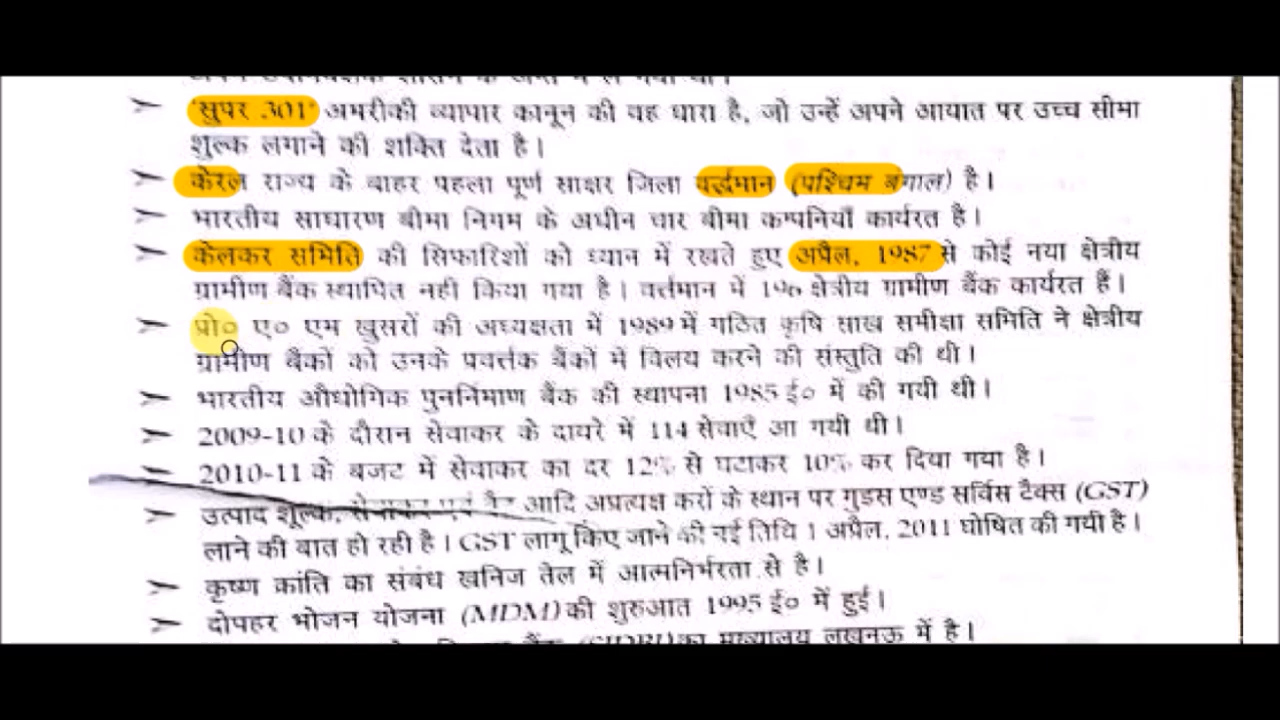 ➤ 'सुपर 301' अमरीकी व्यापार कानून की वह धारा है, जो उन्हें अपने आयात पर उच्च सीमा
शुल्क लगाने की शक्ति देता है।
➤ केरल राज्य के बाहर पहला पूर्ण साक्षर जिला वर्द्धमान (पश्चिम बंगाल) है।
➤ भारतीय साधारण बीमा निगम के अधीन चार बीमा कम्पनियाँ कार्यरत है।
➤ केलकर समिति की सिफारिशों को ध्यान में रखते हुए अप्रैल, 1987 से कोई नया क्षेत्रीय
ग्रामीण बैंक स्थापित नही किया गया है। वर्त्तमान में 196 क्षेत्रीय ग्रामीण बैंक कार्यरत हैं।
➤ प्रो० ए० एम खुसरों की अध्यक्षता में 1989 में गठित कृषि साख समीक्षा समिति ने क्षेत्रीय
ग्रामीण बैंकों को उनके प्रवर्त्तक बैंकों में विलय करने की संस्तुति की थी।
➤ भारतीय औधोगिक पुनर्निमाण बैंक की स्थापना 1985 ई० में की गयी थी।
➤ 2009-10 के दौरान सेवाकर के दायरे में 114 सेवाएँ आ गयी थी।
➤ 2010-11 के बजट में सेवाकर का दर 12% से घटाकर 10% कर दिया गया है।
➤ उत्पाद शुल्क, सेवाकर एवं वैट आदि अप्रत्यक्ष करों के स्थान पर गुडस एण्ड सर्विस टैक्स (GST)
लाने की बात हो रही है। GST लागू किए जाने की नई तिथि 1 अप्रैल, 2011 घोषित की गयी है।
➤ कृष्ण क्रांति का संबंध खनिज तेल में आत्मनिर्भरता से है।
➤ दोपहर भोजन योजना (MDM) की शुरुआत 1995 ई० में हुई।
बैंक (SIDBI) का मुख्यालय लखनऊ में है।